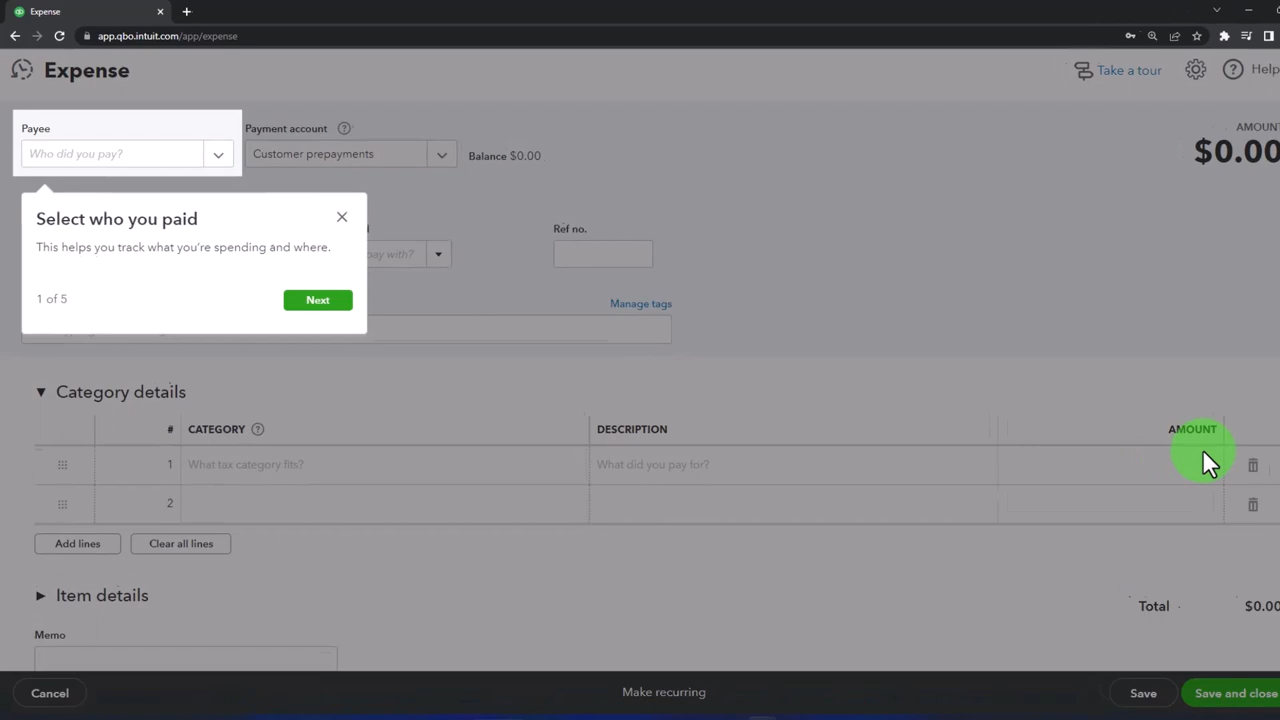 Expense
app.qbo.intuit.com/app/expense
Expense
Take a tour
Help
Payee
Payment account
AMOUNT
Who did you pay?
Customer prepayments
Balance $0.00
$0.00
Select who you paid
This helps you track what you're spending and where.
1 of 5
Next
Ref no.
pay with?
Manage tags
Category details
# CATEGORY DESCRIPTION AMOUNT
1 What tax category fits? What did you pay for?
2
Add lines
Clear all lines
Item details
Total $0.00
Memo
Cancel
Make recurring
Save
Save and close